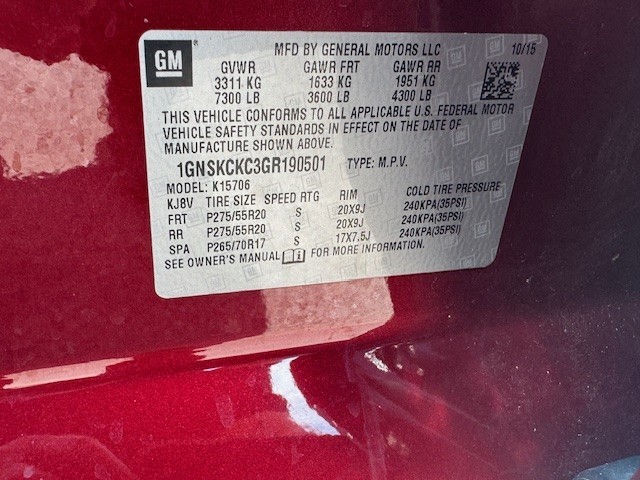 GM® MFD BY GENERAL MOTORS LLC 10/15
GVWR GAWR FRT GAWR RR
3311 KG 1633 KG 1951 KG
7300 LB 3600 LB 4300 LB
THIS VEHICLE CONFORMS TO ALL APPLICABLE U.S. FEDERAL MOTOR
VEHICLE SAFETY STANDARDS IN EFFECT ON THE DATE OF
MANUFACTURE SHOWN ABOVE.
1GNSKCKC3GR190501 TYPE: M.P.V.
MODEL: K15706
KJ8V TIRE SIZE SPEED RTG RIM COLD TIRE PRESSURE
FRT P275/55R20 S 20X9J 240KPA(35PSI)
RR P275/55R20 S 20X9J 240KPA(35PSI)
SPA P265/70R17 S 17X7.5J 240KPA(35PSI)
SEE OWNER'S MANUAL FOR MORE INFORMATION.